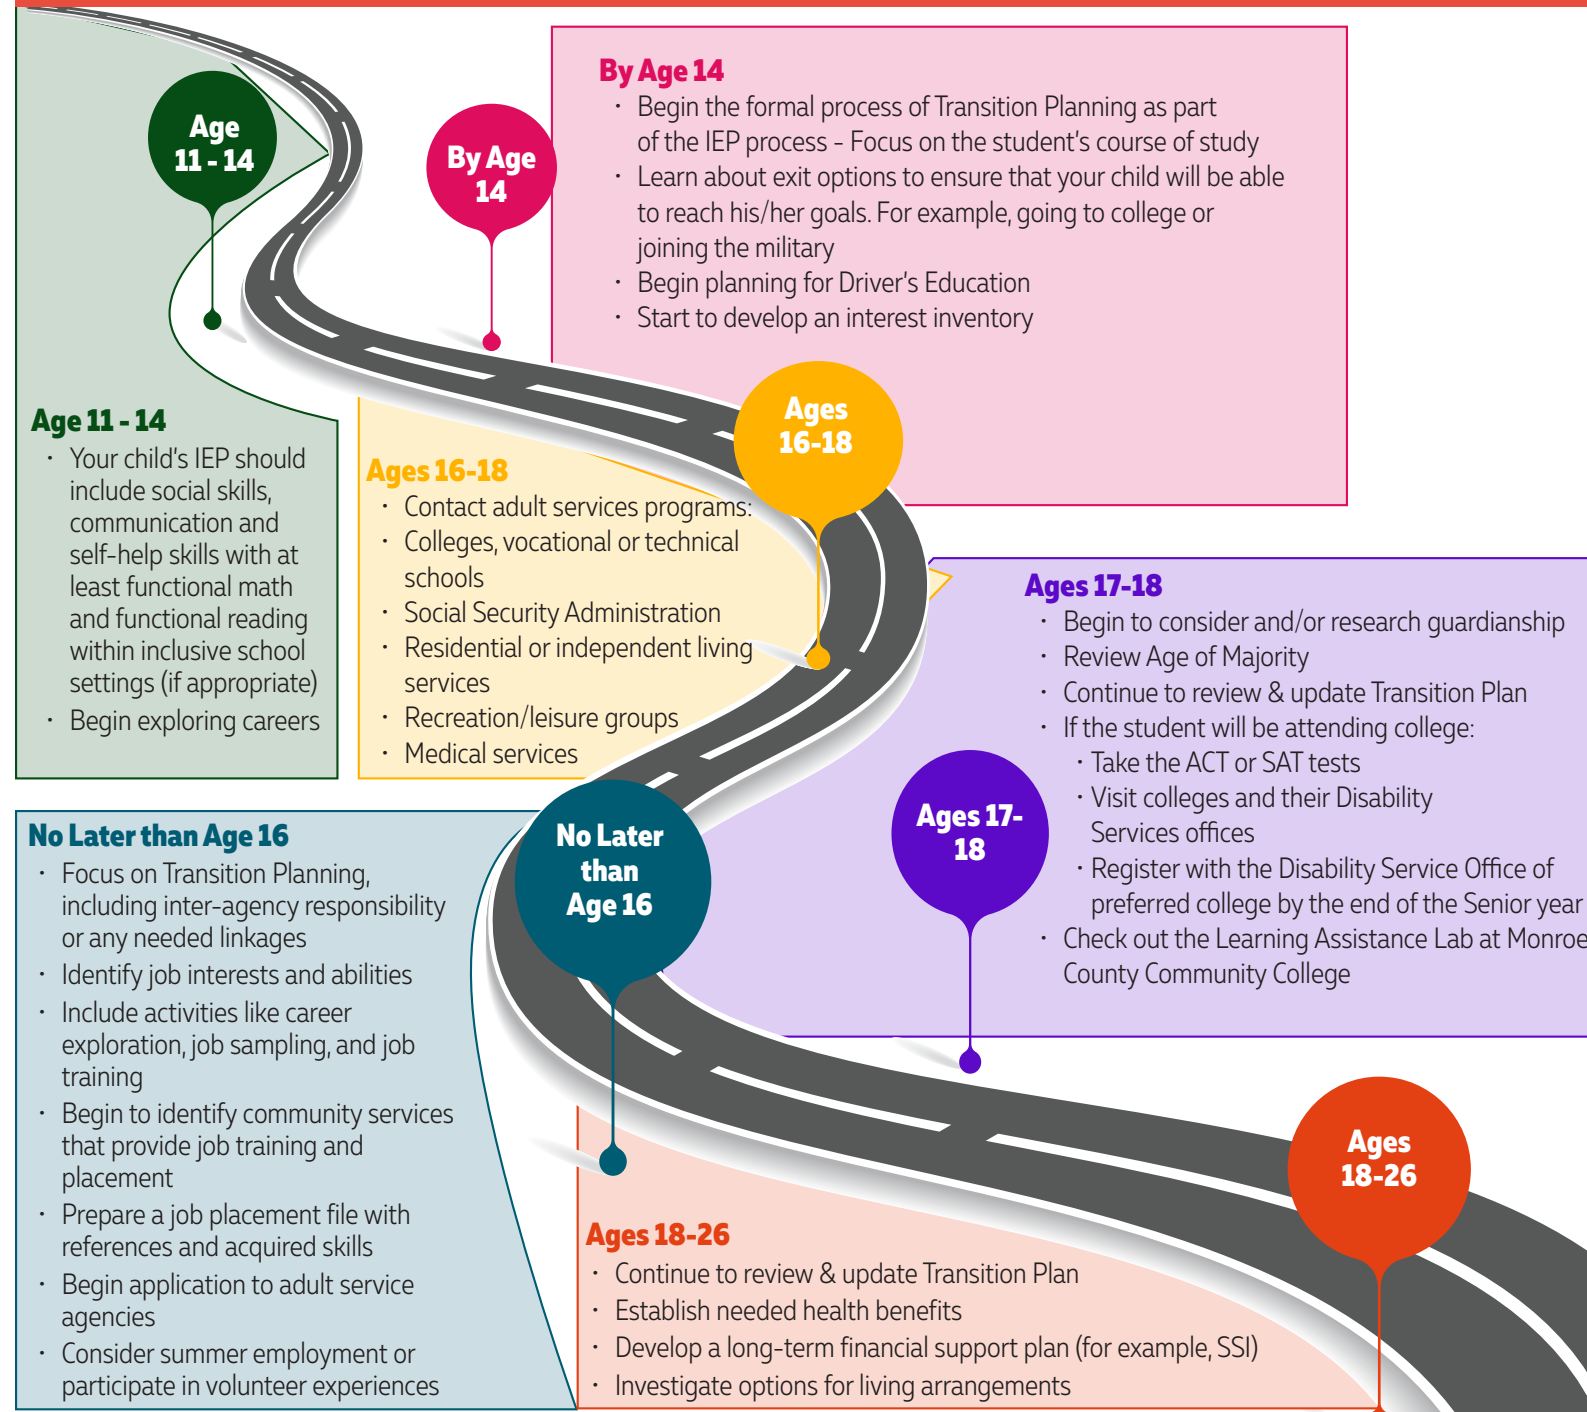 Age
11 - 14
By Age
14
By Age 14
· Begin the formal process of Transition Planning as part
of the IEP process - Focus on the student's course of study
· Learn about exit options to ensure that your child will be able
to reach his/her goals. For example, going to college or
joining the military
· Begin planning for Driver's Education
· Start to develop an interest inventory
Age 11 - 14
· Your child's IEP should
include social skills,
communication and
self-help skills with at
least functional math
and functional reading
within inclusive school
settings (if appropriate)
· Begin exploring careers
Ages
16-18
Ages 16-18
· Contact adult services programs:
· Colleges, vocational or technical
schools
· Social Security Administration
· Residential or independent living
services
· Recreation/leisure groups
· Medical services
Ages 17-18
· Begin to consider and/or research guardianship
· Review Age of Majority
· Continue to review & update Transition Plan
· If the student will be attending college:
· Take the ACT or SAT tests
· Visit colleges and their Disability
Services offices
· Register with the Disability Service Office of
preferred college by the end of the Senior year
· Check out the Learning Assistance Lab at Monroe
County Community College
Ages 17-
18
No Later
than
Age 16
No Later than Age 16
· Focus on Transition Planning,
including inter-agency responsibility
or any needed linkages
· Identify job interests and abilities
· Include activities like career
exploration, job sampling, and job
training
· Begin to identify community services
that provide job training and
placement
· Prepare a job placement file with
references and acquired skills
· Begin application to adult service
agencies
· Consider summer employment or
participate in volunteer experiences
Ages
18-26
Ages 18-26
· Continue to review & update Transition Plan
· Establish needed health benefits
· Develop a long-term financial support plan (for example, SSI)
· Investigate options for living arrangements